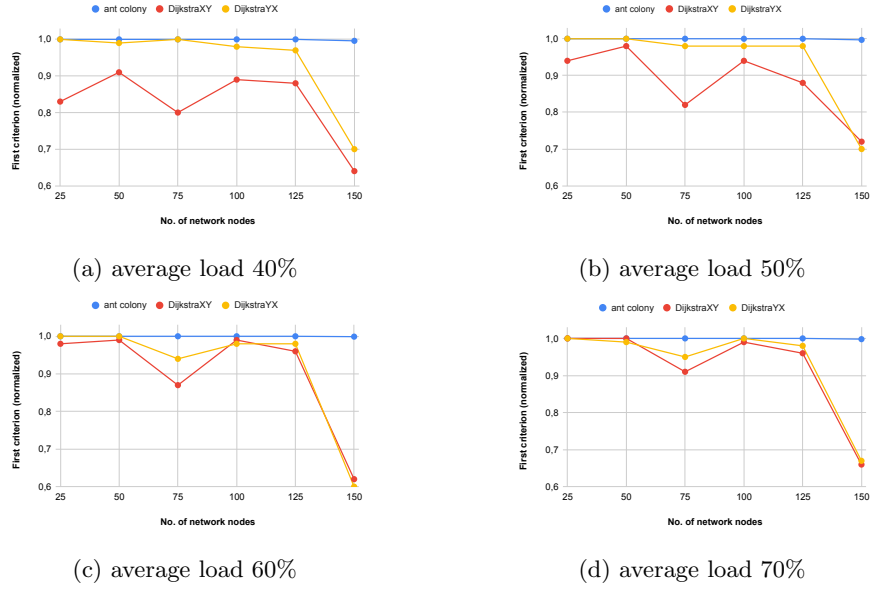 ant colony DijkstraXY DijkstraYX
First criterion (normalized)
1,0
0,9
0,8
0,7
0,6
25 50 75 100 125 150
No. of network nodes
(a) average load 40%
ant colony DijkstraXY DijkstraYX
First criterion (normalized)
1,0
0,9
0,8
0,7
0,6
25 50 75 100 125 150
No. of network nodes
(b) average load 50%
ant colony DijkstraXY DijkstraYX
First criterion (normalized)
1,0
0,9
0,8
0,7
0,6
25 50 75 100 125 150
No. of network nodes
(c) average load 60%
ant colony DijkstraXY DijkstraYX
First criterion (normalized)
1,0
0,9
0,8
0,7
0,6
25 50 75 100 125 150
No. of network nodes
(d) average load 70%